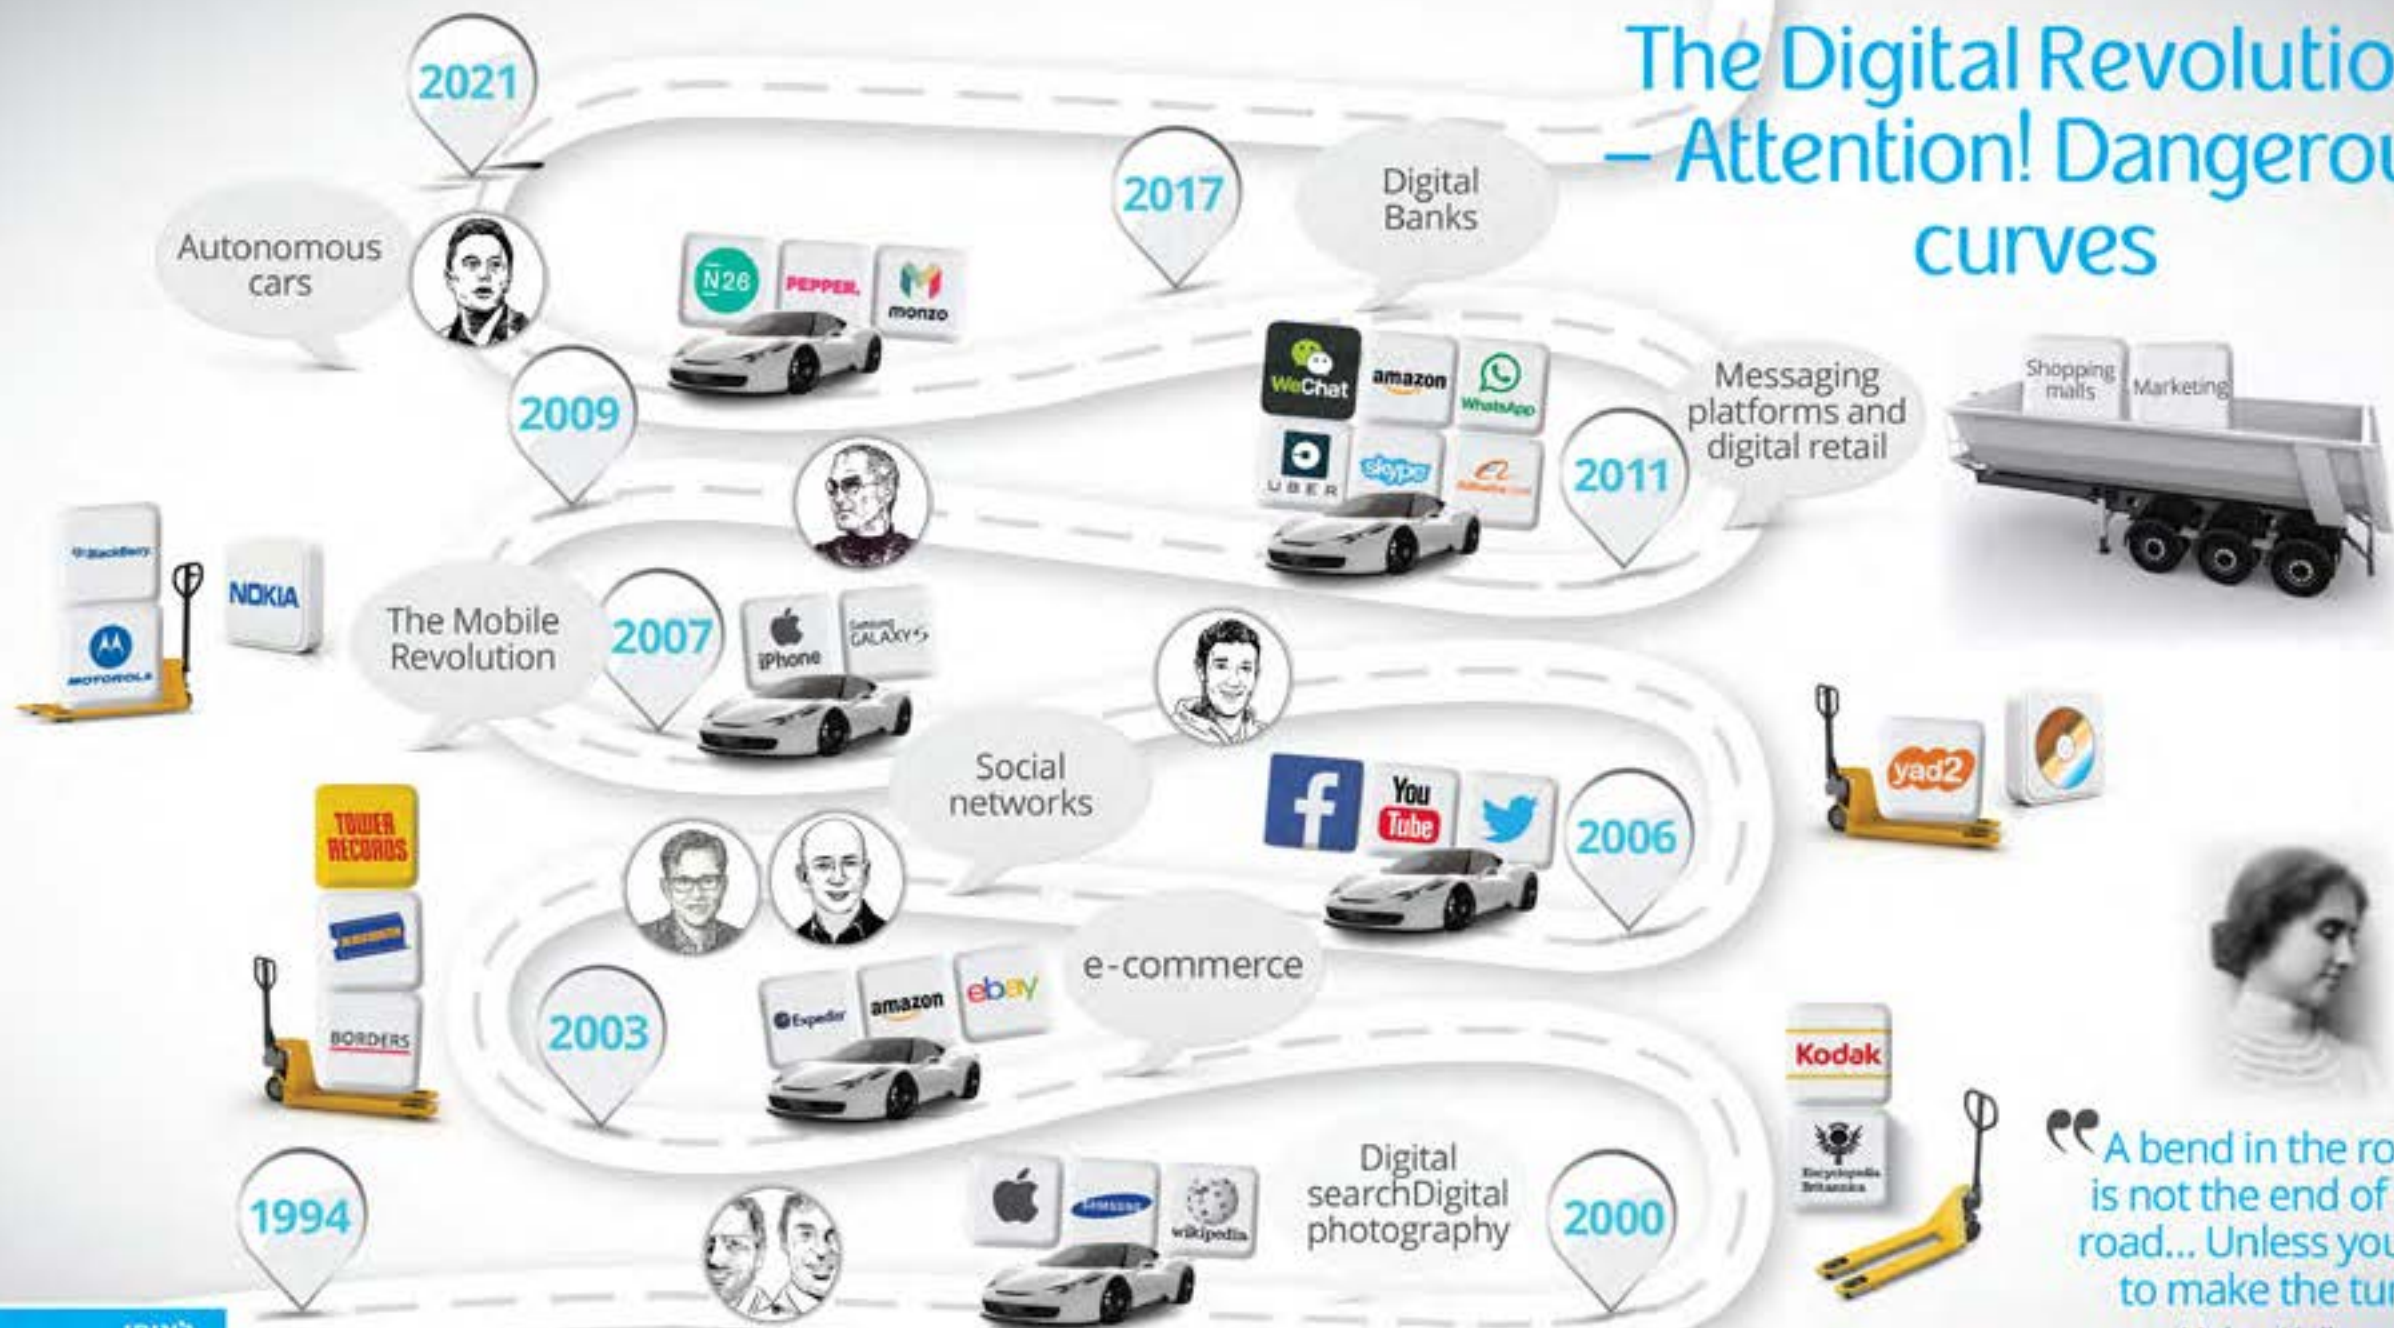 The Digital Revolutio
– Attention! Dangerou
curves
2021
Autonomous
cars
N26
PEPPER.
monzo
2017
Digital
Banks
2009
WeChat
amazon
WhatsApp
UBER
skype
2011
Messaging
platforms and
digital retail
Shopping
malls
Marketing
BlackBerry
MOTOROLA
NOKIA
The Mobile
Revolution
2007
iPhone
Samsung
GALAXY S
Social
networks
f
You
Tube
2006
yad2
TOWER
RECORDS
BORDERS
2003
Expedia
amazon
ebay
e-commerce
Kodak
Encyclopedia
Britannica
1994
SAMSUNG
wikipedia
Digital
searchDigital
photography
2000
“ A bend in the ro
is not the end of
road... Unless you
to make the tu